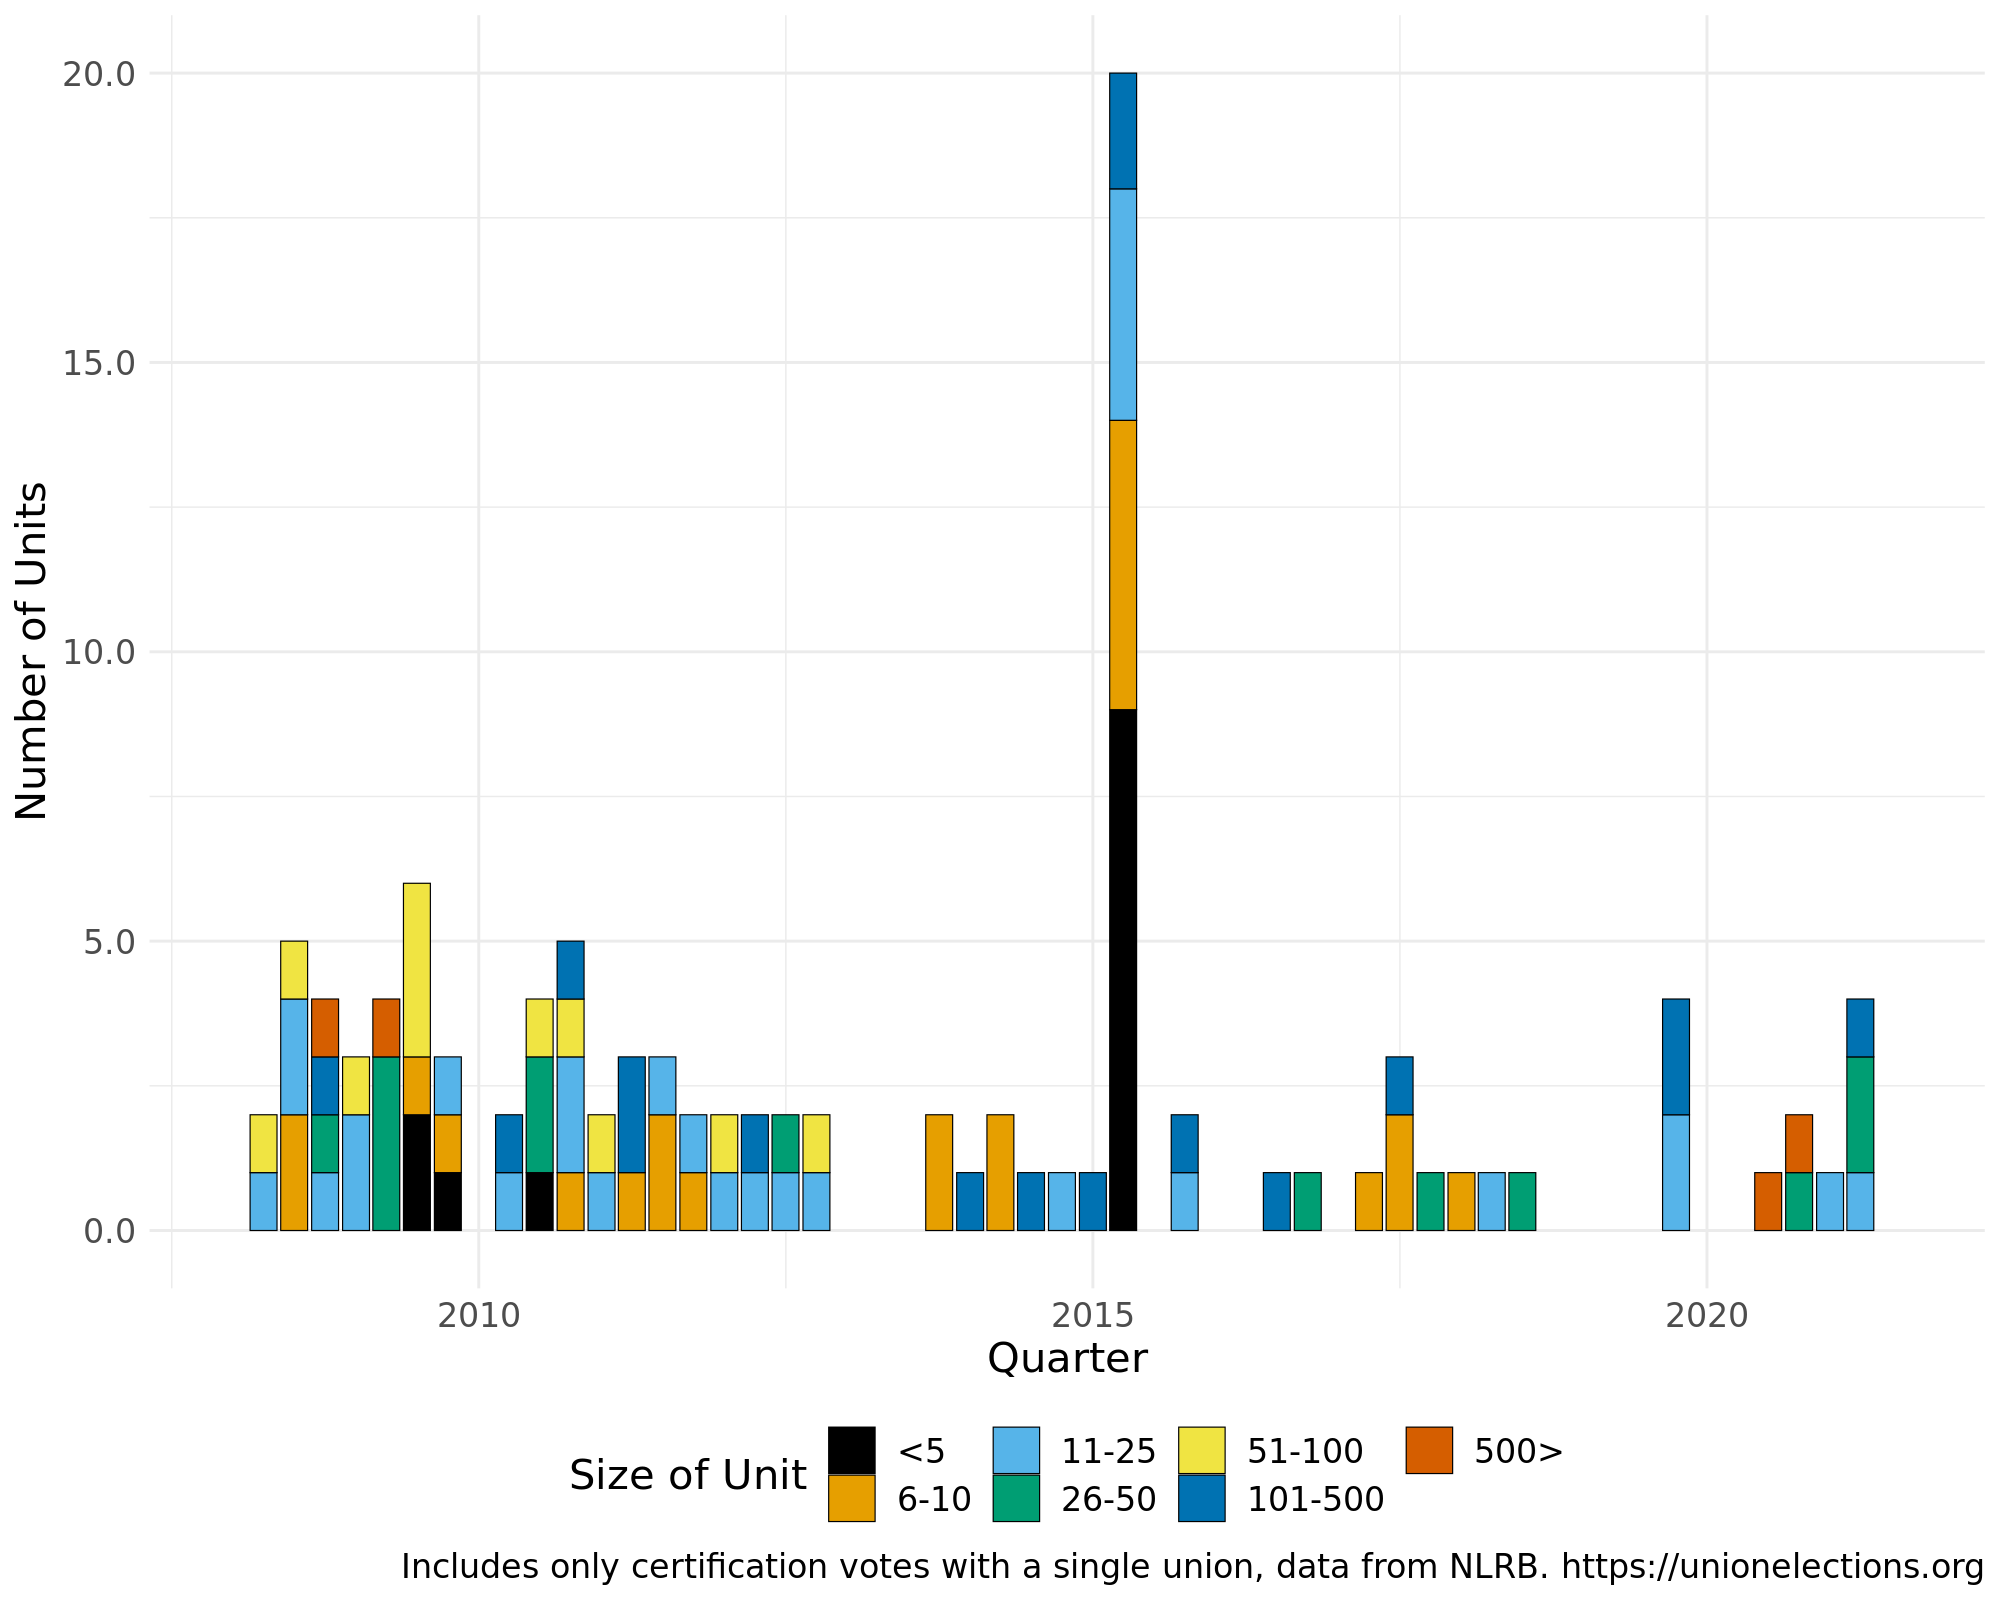 20.0
15.0
10.0
5.0
0.0
Number of Units
2010 2015 2020
Quarter
Size of Unit
<5 11-25 51-100 500>
6-10 26-50 101-500
Includes only certification votes with a single union, data from NLRB. https://unionelections.org